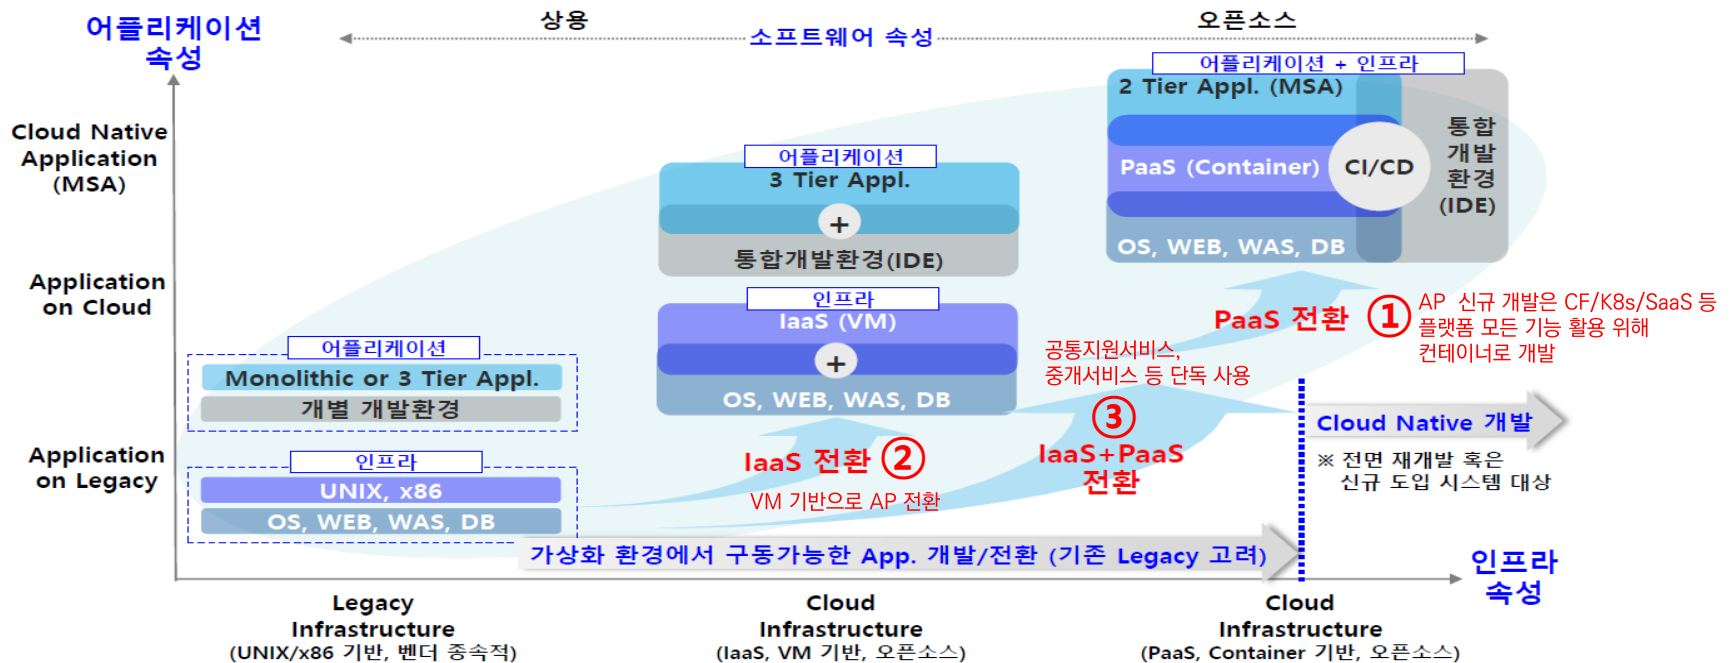 어플리케이션
속성
상용
소프트웨어 속성
오픈소스
Cloud Native
Application
(MSA)
Application
on Cloud
Application
on Legacy
어플리케이션
Monolithic or 3 Tier Appl.
개별 개발환경
인프라
UNIX, x86
OS, WEB, WAS, DB
어플리케이션
3 Tier Appl.
+
통합개발환경(IDE)
인프라
IaaS (VM)
+
OS, WEB, WAS, DB
IaaS 전환 ②
VM 기반으로 AP 전환
어플리케이션 + 인프라
2 Tier Appl. (MSA)
PaaS (Container)
CI/CD
OS, WEB, WAS, DB
통합
개발
환경
(IDE)
PaaS 전환 ①
AP 신규 개발은 CF/K8s/SaaS 등
플랫폼 모든 기능 활용 위해
컨테이너로 개발
공통지원서비스,
중개서비스 등 단독 사용
③
IaaS+PaaS
전환
Cloud Native 개발
※ 전면 재개발 혹은
신규 도입 시스템 대상
가상화 환경에서 구동가능한 App. 개발/전환 (기존 Legacy 고려)
인프라
속성
Legacy
Infrastructure
(UNIX/x86 기반, 벤더 종속적)
Cloud
Infrastructure
(IaaS, VM 기반, 오픈소스)
Cloud
Infrastructure
(PaaS, Container 기반, 오픈소스)